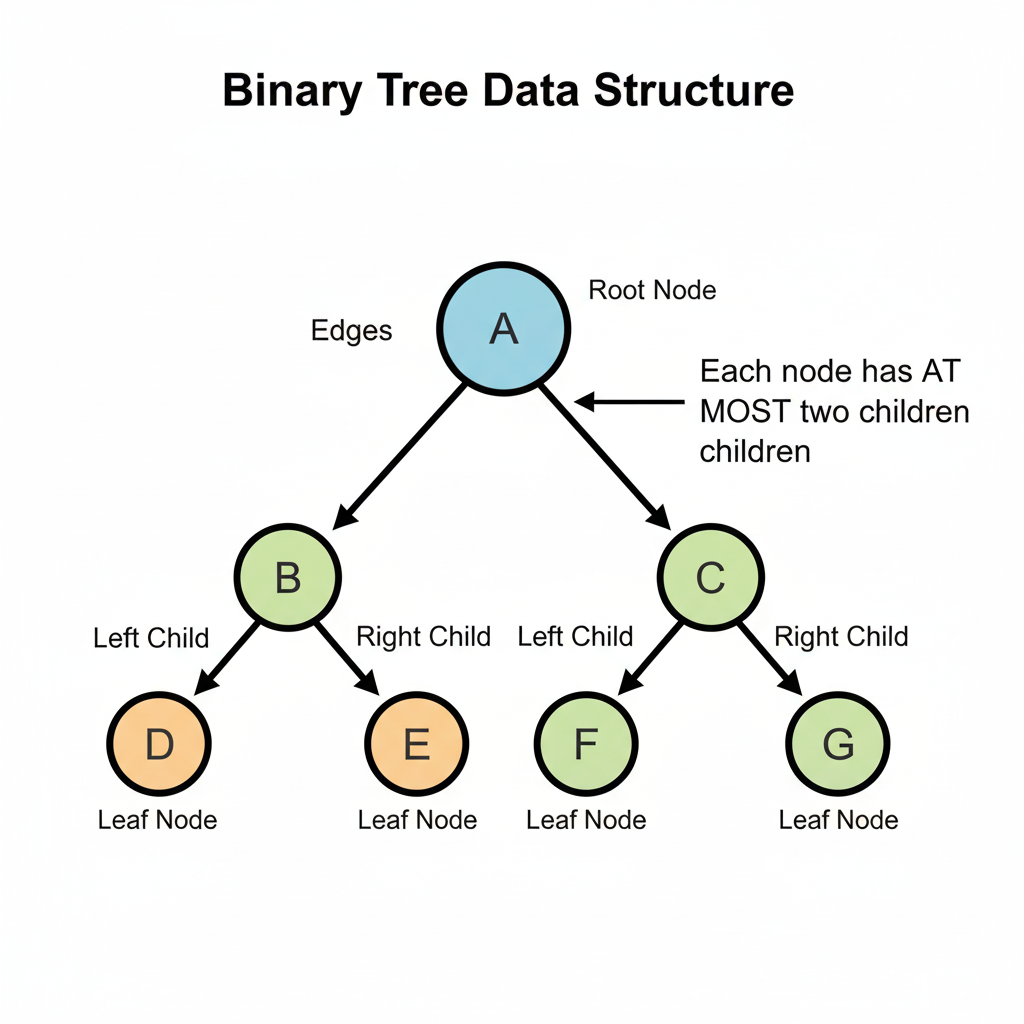 Binary Tree Data Structure
Root Node
Edges
A
Each node has AT
MOST two children
children
B
C
Left Child
Right Child
Left Child
Right Child
D
E
F
G
Leaf Node
Leaf Node
Leaf Node
Leaf Node